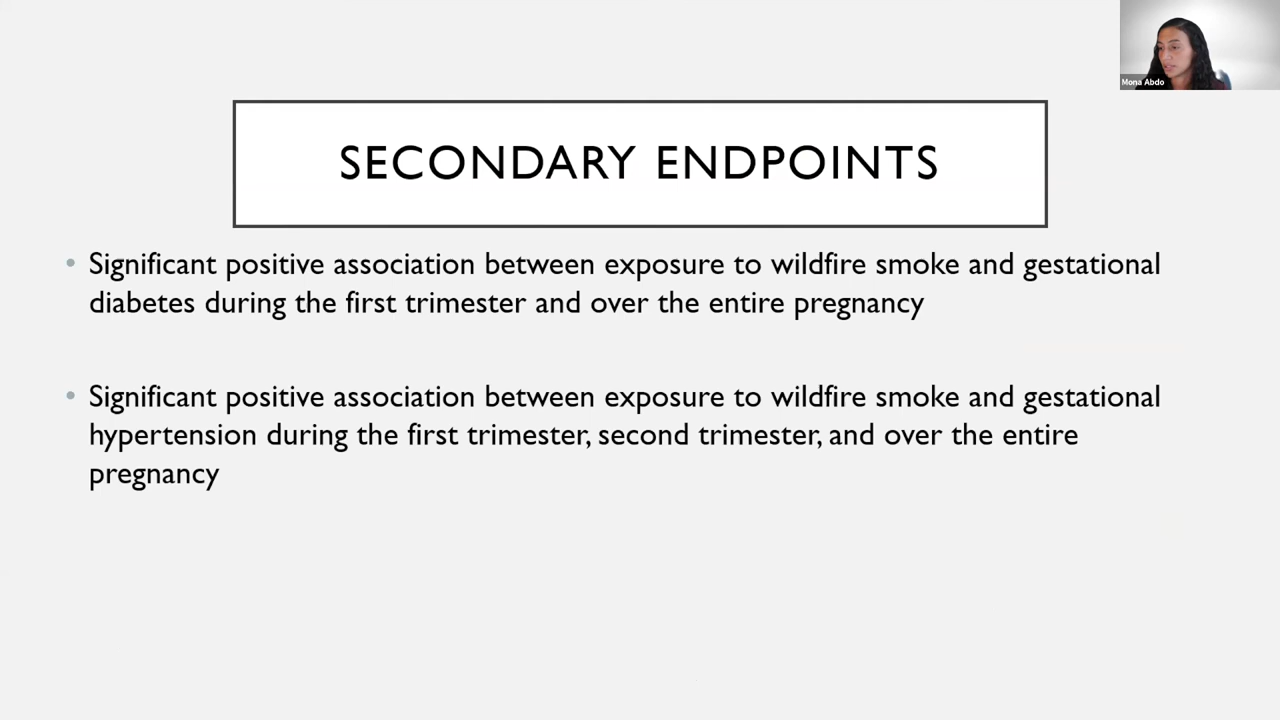 Mona Abdo
SECONDARY ENDPOINTS
• Significant positive association between exposure to wildfire smoke and gestational
diabetes during the first trimester and over the entire pregnancy
• Significant positive association between exposure to wildfire smoke and gestational
hypertension during the first trimester, second trimester, and over the entire
pregnancy